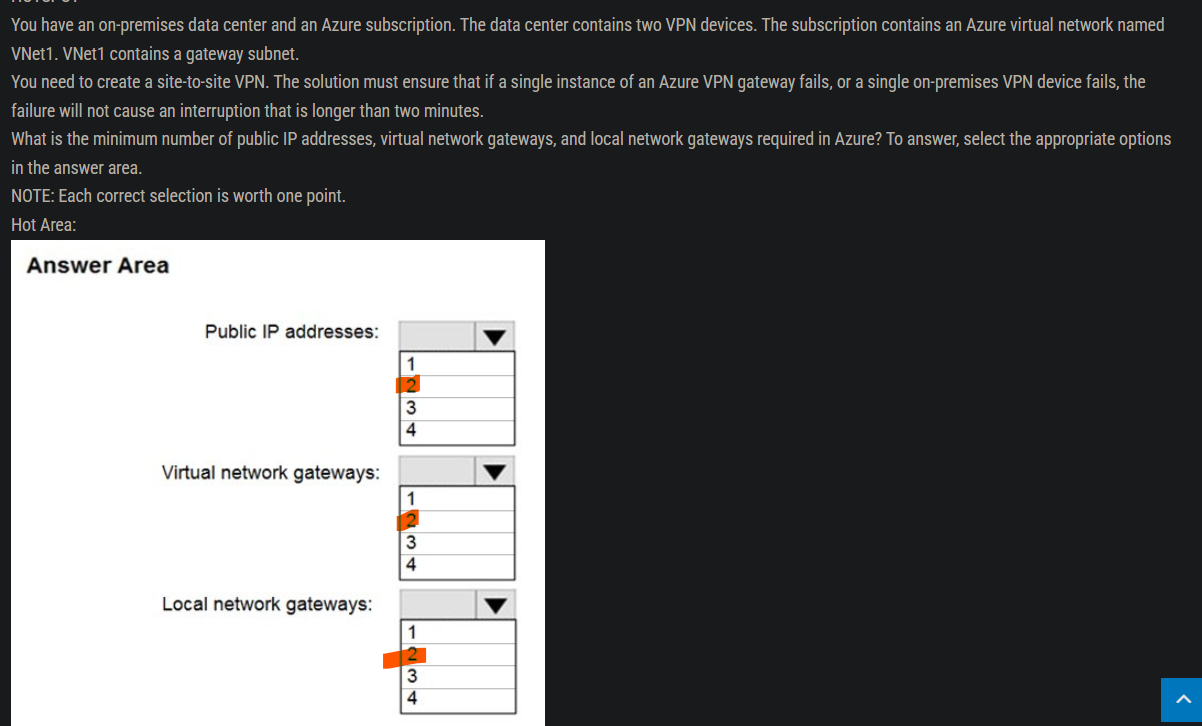 You have an on-premises data center and an Azure subscription. The data center contains two VPN devices. The subscription contains an Azure virtual network named
VNet1. VNet1 contains a gateway subnet.
You need to create a site-to-site VPN. The solution must ensure that if a single instance of an Azure VPN gateway fails, or a single on-premises VPN device fails, the
failure will not cause an interruption that is longer than two minutes.
What is the minimum number of public IP addresses, virtual network gateways, and local network gateways required in Azure? To answer, select the appropriate options
in the answer area.
NOTE: Each correct selection is worth one point.
Hot Area:
Answer Area
Public IP addresses:
1
2
3
4
Virtual network gateways:
1
2
3
4
Local network gateways:
1
2
3
4